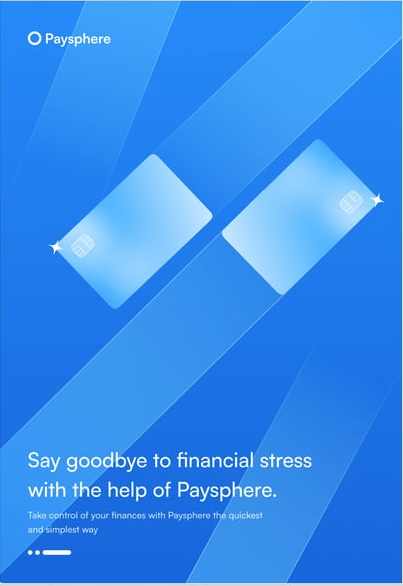 Paysphere
Say goodbye to financial stress
with the help of Paysphere.
Take control of your finances with Paysphere the quickest
and simplest way